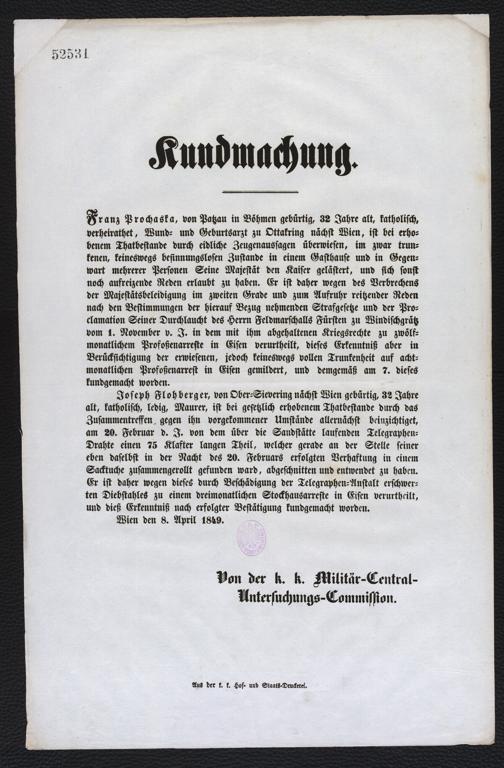 52531
Kundmachung.
Franz Prochaska, von Patzau in Böhmen gebürtig, 32 Jahre alt, katholisch,
verheirathet, Wund- und Geburtsarzt zu Ottakring nächst Wien, ist bei erho-
benem Thatbestande durch eidliche Zeugenaussagen überwiesen, im zwar trun-
kenen, keineswegs besinnungslosen Zustande in einem Gasthause und in Gegen-
wart mehrerer Personen Seine Majestät den Kaiser gelästert, und sich sonst
noch aufreizende Reden erlaubt zu haben. Er ist daher wegen des Verbrechens
der Majestätsbeleidigung im zweiten Grade und zum Aufruhr reitzender Reden
nach den Bestimmungen der hierauf Bezug nehmenden Strafgesetze und der Pro-
clamation Seiner Durchlaucht des Herrn Feldmarschalls Fürsten zu Windischgrätz
vom 1. November v. J. in dem mit ihm abgehaltenen Kriegsrechte zu zwölf-
monatlichem Profoßenarreste in Eisen verurtheilt, dieses Erkenntniß aber in
Berücksichtigung der erwiesenen, jedoch keineswegs vollen Trunkenheit auf acht-
monatlichen Profoßenarrest in Eisen gemildert, und demgemäß am 7. dieses
kundgemacht worden.
Joseph Flohberger, von Ober-Sievering nächst Wien gebürtig, 32 Jahre
alt, katholisch, ledig, Maurer, ist bei gesetzlich erhobenem Thatbestande durch das
Zusammentreffen gegen ihn vorgekommener Umstände allernächst beinzichtiget,
am 20. Februar d. J. von dem über die Sandstätte laufenden Telegraphen-
Drahte einen 75 Klafter langen Theil, welcher gerade an der Stelle seiner
eben daselbst in der Nacht des 20. Februars erfolgten Verhaftung in einem
Sacktuche zusammengerollt gefunden ward, abgeschnitten und entwendet zu haben.
Er ist daher wegen dieses durch Beschädigung der Telegraphen-Anstalt erschwer-
ten Diebstahles zu einem dreimonatlichen Stockhausarreste in Eisen verurtheilt,
und dieß Erkenntniß nach erfolgter Bestätigung kundgemacht worden.
Wien den 8. April 1849.
Von der k. k. Militär-Central-
Untersuchungs-Commission.
Aus der k. k. Hof- und Staats-Druckerei.